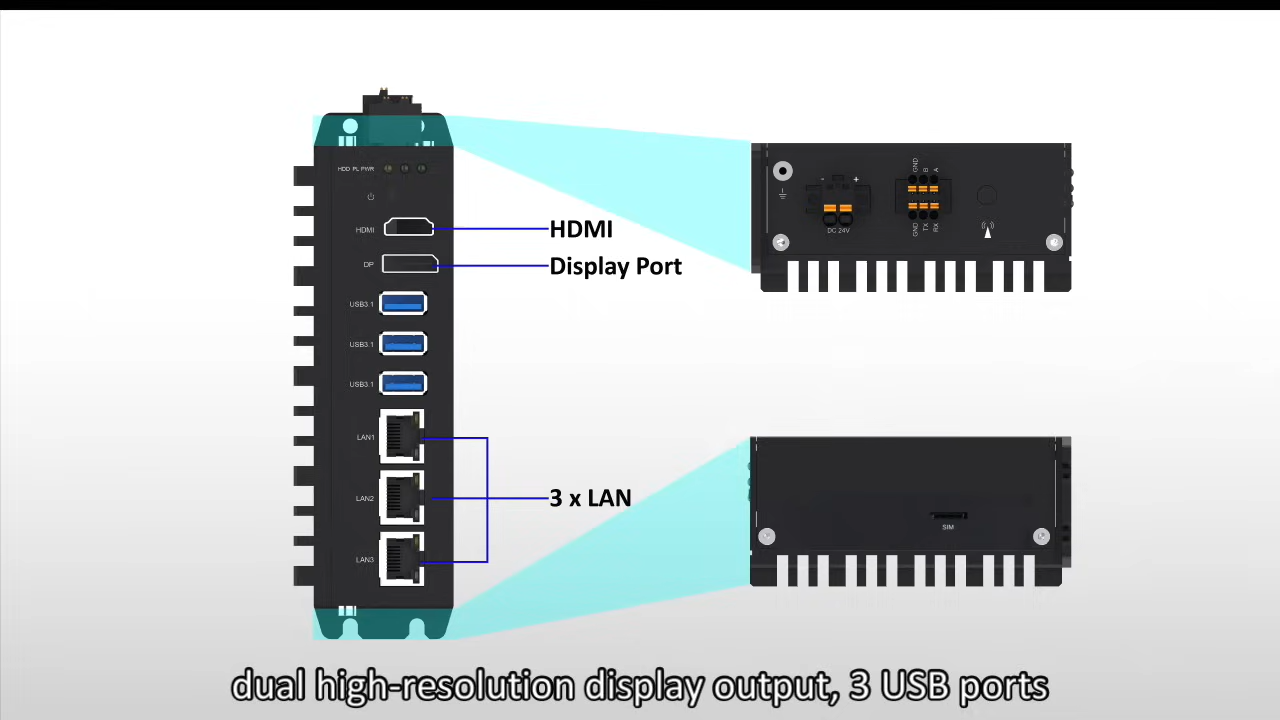 HDD PL PWR
HDMI
HDMI
DP
Display Port
USB3.1
USB3.1
USB3.1
LAN1
LAN2
3 x LAN
LAN3
GND B A
- +
DC 24V
GND TX RX
SIM
dual high-resolution display output, 3 USB ports